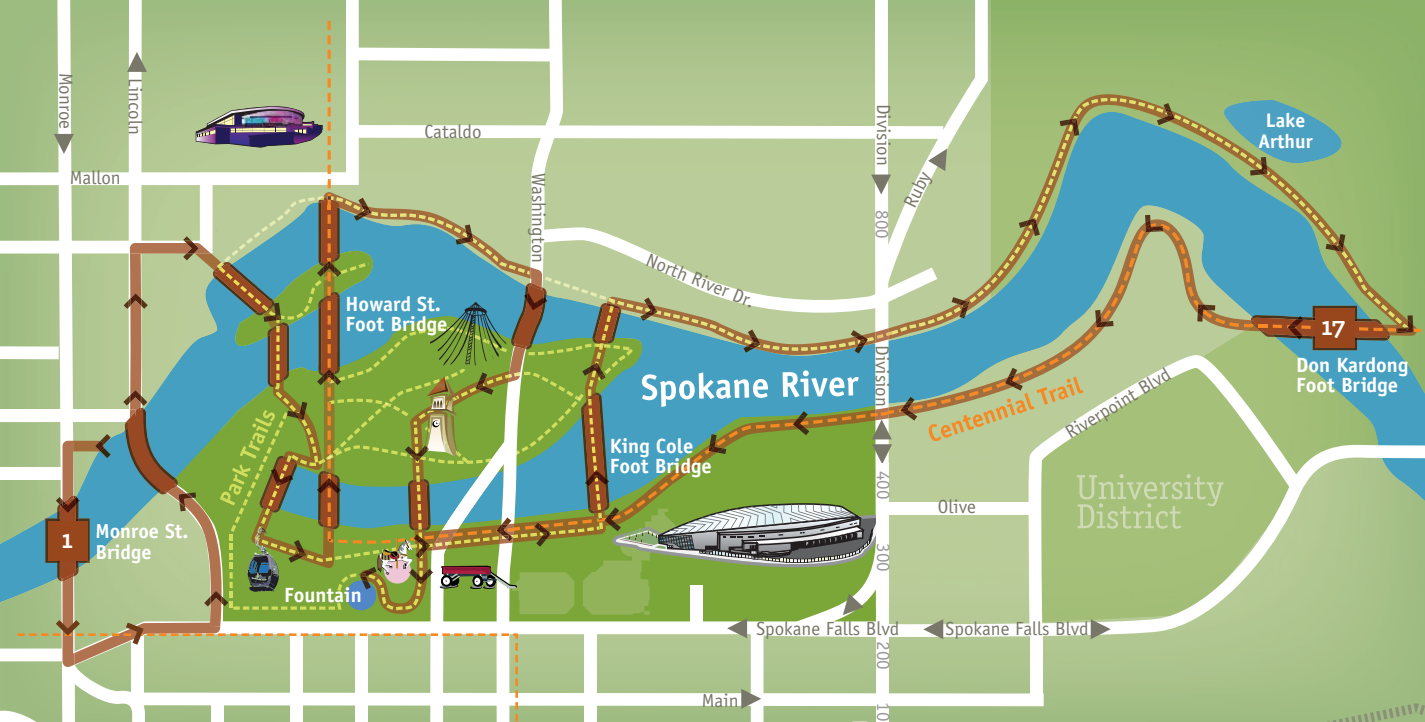 Monroe
Lincoln
Mallon
Cataldo
Washington
Division
Ruby
800
Lake
Arthur
North River Dr.
Howard St.
Foot Bridge
Spokane River
Division
17
Don Kardong
Foot Bridge
Centennial Trail
Riverpoint Blvd
Park Trails
King Cole
Foot Bridge
400
Olive
University
District
1
Monroe St.
Bridge
300
Fountain
Spokane Falls Blvd
Spokane Falls Blvd
200
Main
10